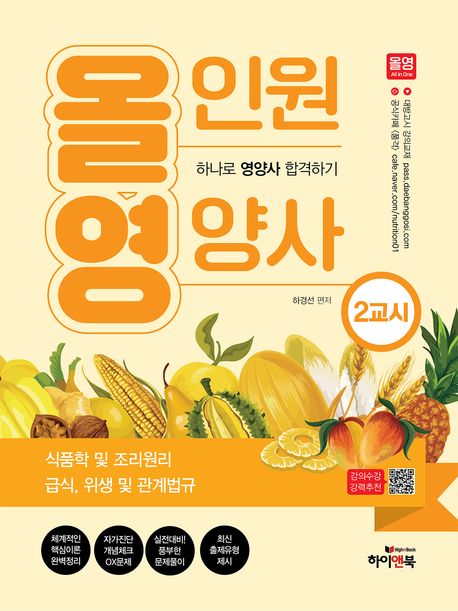 올인원
하나로 영양사 합격하기
영양사
올영
All in One
대방고시 강의교재 pass.daebanggosi.com
공식카페 〈품각〉 cafe.naver.com/nutrition01
하경선 편저
2교시
식품학 및 조리원리
급식, 위생 및 관계법규
강의수강
강력추천
체계적인
핵심이론
완벽정리
자가진단
개념체크
OX문제
실전대비!
풍부한
문제풀이
최신
출제유형
제시
High&Book
하이앤북